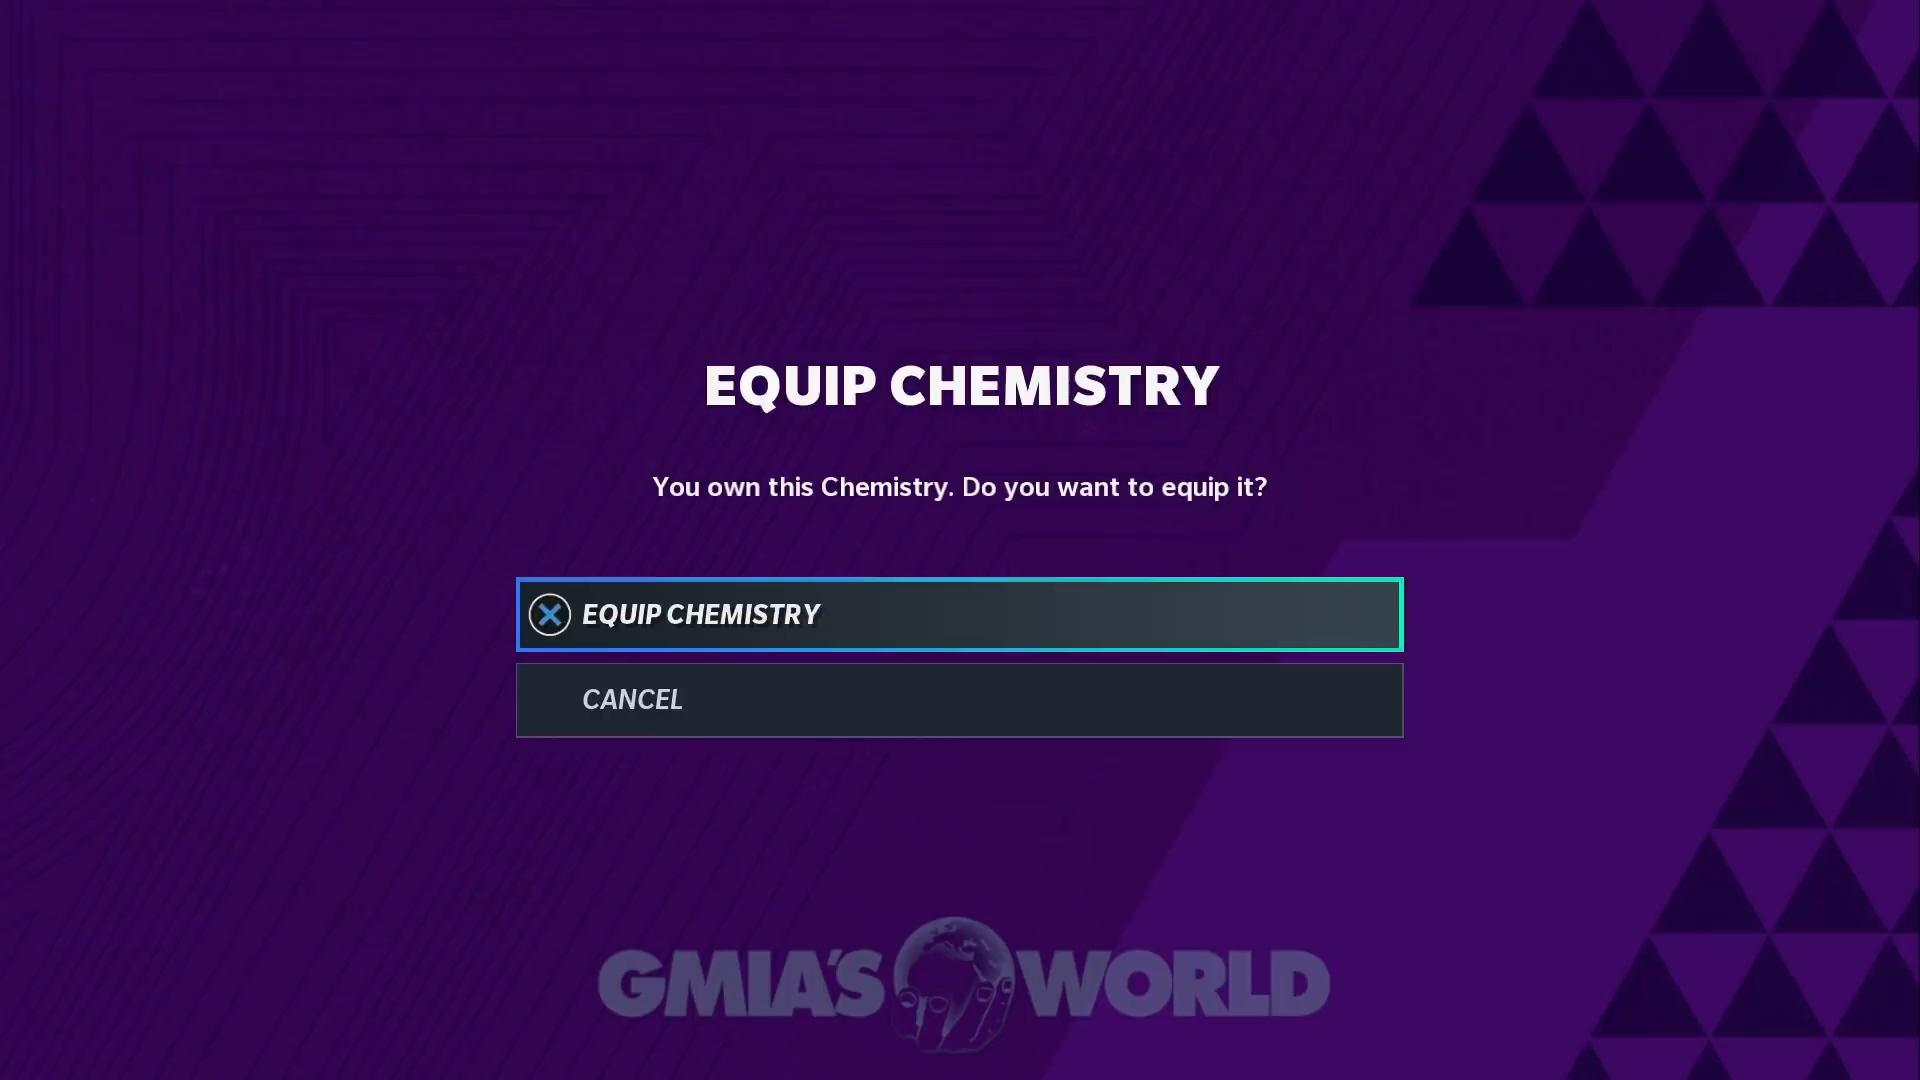 EQUIP CHEMISTRY
You own this Chemistry. Do you want to equip it?
EQUIP CHEMISTRY
CANCEL
GMIA'S WORLD